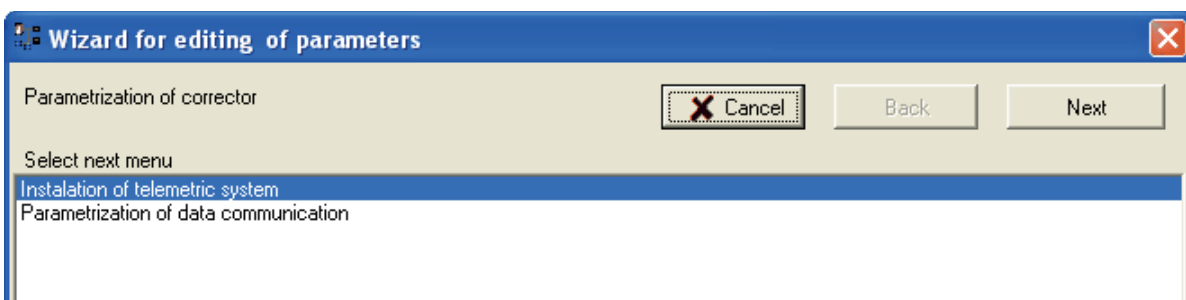 Wizard for editing of parameters
Parametrization of corrector
Cancel
Back
Next
Select next menu
Instalation of telemetric system
Parametrization of data communication